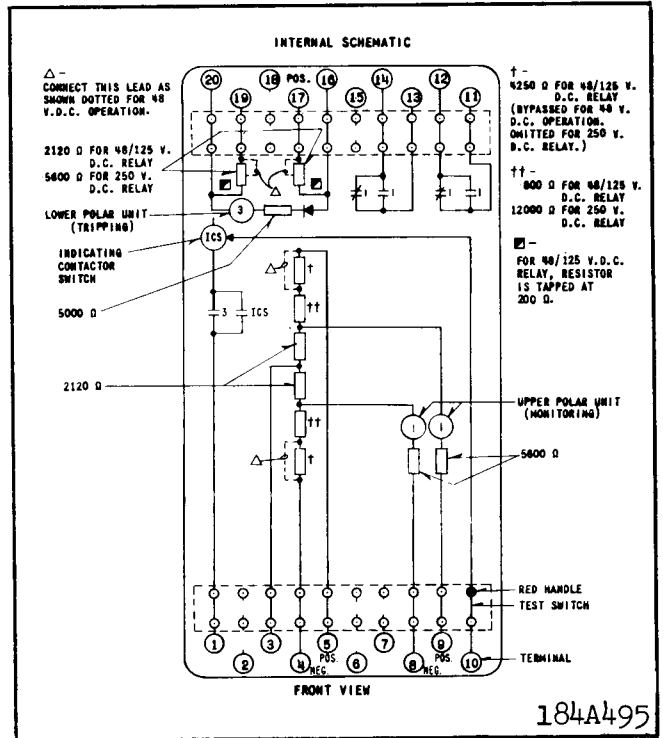 INTERNAL SCHEMATIC
△ -
CONNECT THIS LEAD AS
SHOWN DOTTED FOR 48
V.D.C. OPERATION.
20
19
18
POS.
17
16
15
14
13
12
11
† -
4250 Ω FOR 48/125 V.
D.C. RELAY
(BYPASSED FOR 48 V.
D.C. OPERATION.
OMITTED FOR 250 V.
D.C. RELAY.)
2120 Ω FOR 48/125 V.
D.C. RELAY
5600 Ω FOR 250 V.
D.C. RELAY
†† -
800 Ω FOR 48/125 V.
D.C. RELAY
12000 Ω FOR 250 V.
D.C. RELAY
FOR 48/125 V.D.C.
RELAY, RESISTOR
IS TAPPED AT
200 Ω.
△
1
1
1
1
LOWER POLAR UNIT
(TRIPPING)
3
INDICATING
CONTACTOR
SWITCH
ICS
5000 Ω
3
ICS
△
†
††
2120 Ω
††
△
†
UPPER POLAR UNIT
(MONITORING)
1
5600 Ω
RED HANDLE
TEST SWITCH
TERMINAL
1
2
3
4
NEG.
5
POS.
6
7
8
NEG.
9
POS.
10
FRONT VIEW
184A495